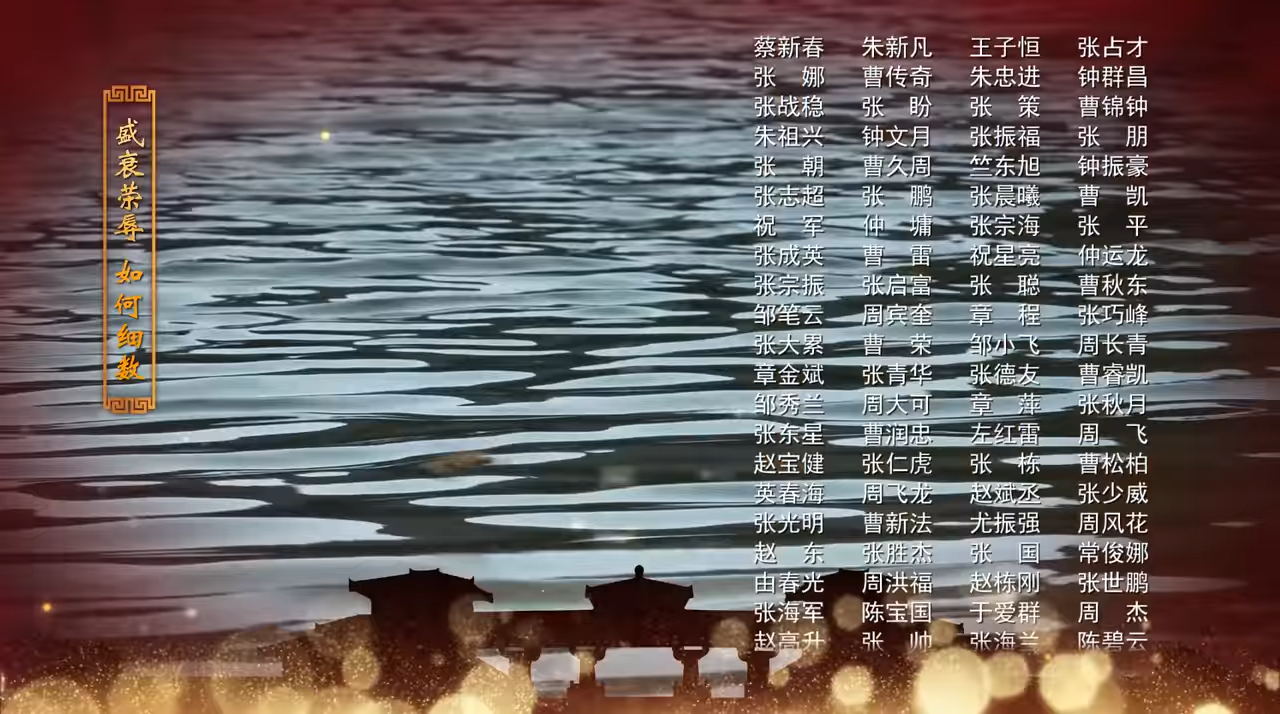 盛衰荣辱 如何细数
蔡新春 朱新凡 王子恒 张占才
张 娜 曹传奇 朱忠进 钟群昌
张战稳 张 盼 张 策 曹锦钟
朱祖兴 钟文月 张振福 张 朋
张 朝 曹久周 竺东旭 钟振豪
张志超 张 鹏 张晨曦 曹 凯
祝 军 仲 墉 张宗海 张 平
张成英 曹 雷 祝星亮 仲运龙
张宗振 张启富 张 聪 曹秋东
邹笔云 周宾奎 章 程 张巧峰
张大累 曹 荣 邹小飞 周长青
章金斌 张青华 张德友 曹睿凯
邹秀兰 周大可 章 萍 张秋月
张东星 曹润忠 左红雷 周 飞
赵宝健 张仁虎 张 栋 曹松柏
英春海 周飞龙 赵斌丞 张少威
张光明 曹新法 尤振强 周风花
赵 东 张胜杰 张 国 常俊娜
由春光 周洪福 赵栋刚 张世鹏
张海军 陈宝国 于爱群 周 杰
赵高升 张 帅 张海兰 陈碧云